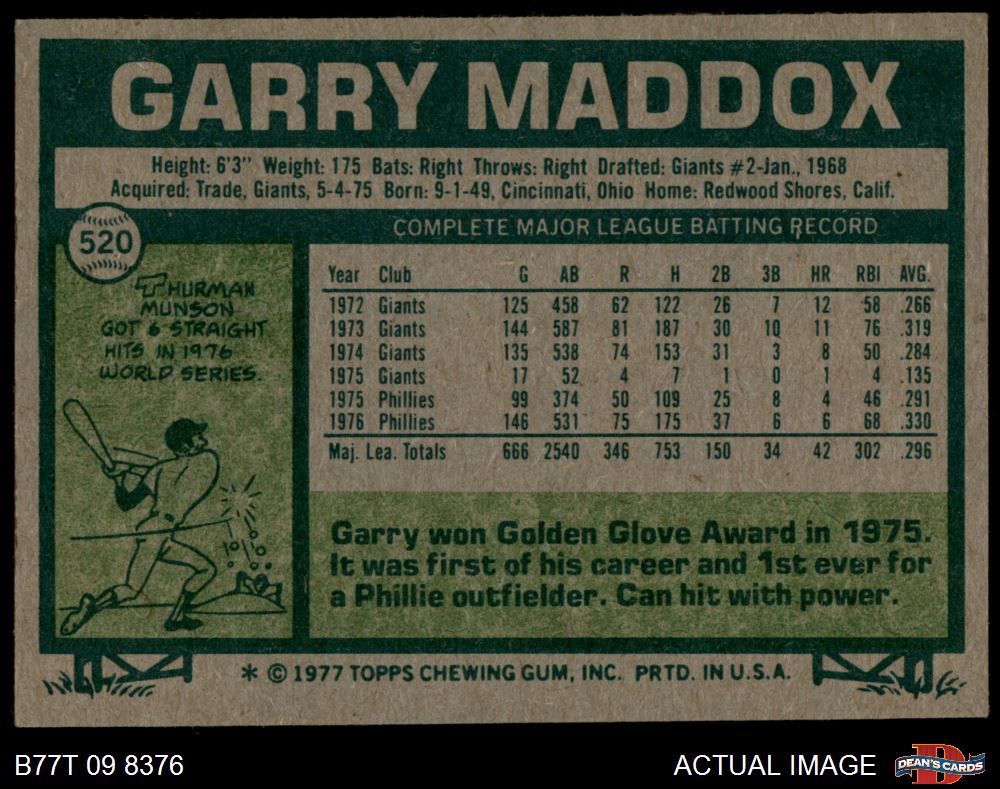 GARRY MADDOX
Height: 6'3" Weight: 175 Bats: Right Throws: Right Drafted: Giants #2-Jan., 1968
Acquired: Trade, Giants, 5-4-75 Born: 9-1-49, Cincinnati, Ohio Home: Redwood Shores, Calif.
520
THURMAN
MUNSON
GOT 6 STRAIGHT
HITS IN 1976
WORLD SERIES.
COMPLETE MAJOR LEAGUE BATTING RECORD
Year Club G AB R H 2B 3B HR RBI AVG.
1972 Giants 125 458 62 122 26 7 12 58 .266
1973 Giants 144 587 81 187 30 10 11 76 .319
1974 Giants 135 538 74 153 31 3 8 50 .284
1975 Giants 17 52 4 7 1 0 1 4 .135
1975 Phillies 99 374 50 109 25 8 4 46 .291
1976 Phillies 146 531 75 175 37 6 6 68 .330
Maj. Lea. Totals 666 2540 346 753 150 34 42 302 .296
Garry won Golden Glove Award in 1975.
It was first of his career and 1st ever for
a Phillie outfielder. Can hit with power.
* © 1977 TOPPS CHEWING GUM, INC. PRTD. IN U.S.A.
B77T 09 8376
ACTUAL IMAGE
D
DEAN'S CARDS